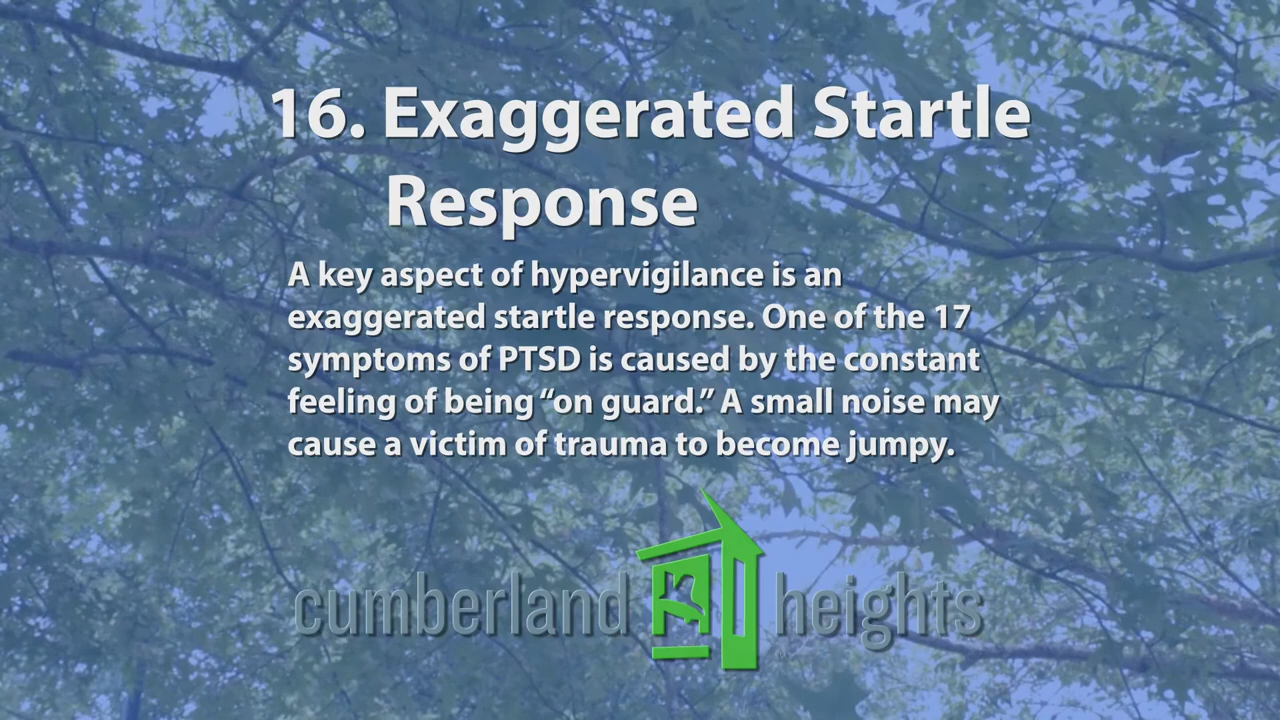 16. Exaggerated Startle
Response
A key aspect of hypervigilance is an
exaggerated startle response. One of the 17
symptoms of PTSD is caused by the constant
feeling of being “on guard.” A small noise may
cause a victim of trauma to become jumpy.
cumberland heights